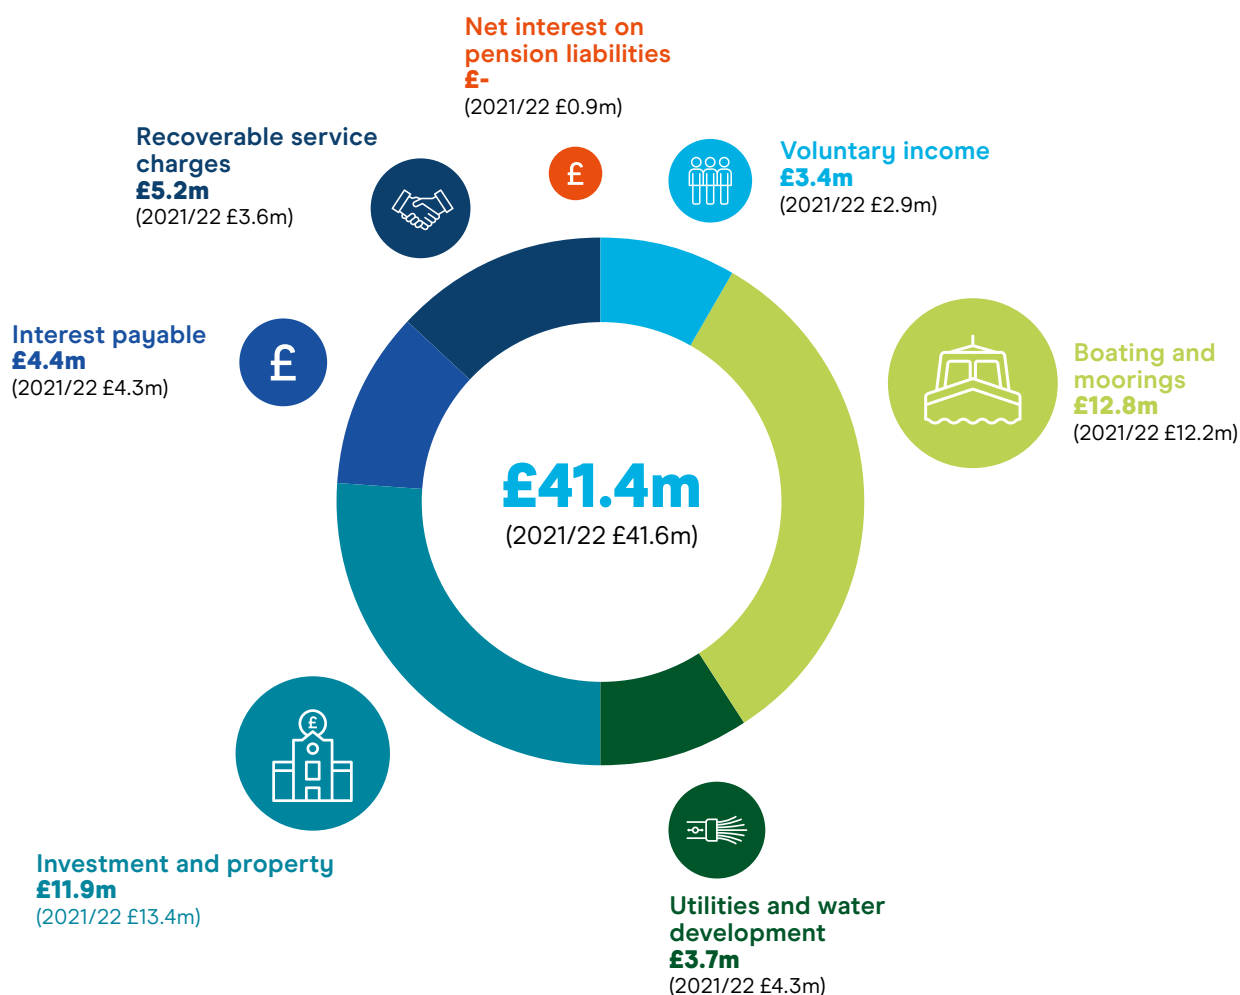 Net interest on
pension liabilities
£-
(2021/22 £0.9m)
Recoverable service
charges
£5.2m
(2021/22 £3.6m)
£
Voluntary income
£3.4m
(2021/22 £2.9m)
Interest payable
£4.4m
(2021/22 £4.3m)
£
Boating and
moorings
£12.8m
(2021/22 £12.2m)
£41.4m
(2021/22 £41.6m)
£
Investment and property
£11.9m
(2021/22 £13.4m)
Utilities and water
development
£3.7m
(2021/22 £4.3m)